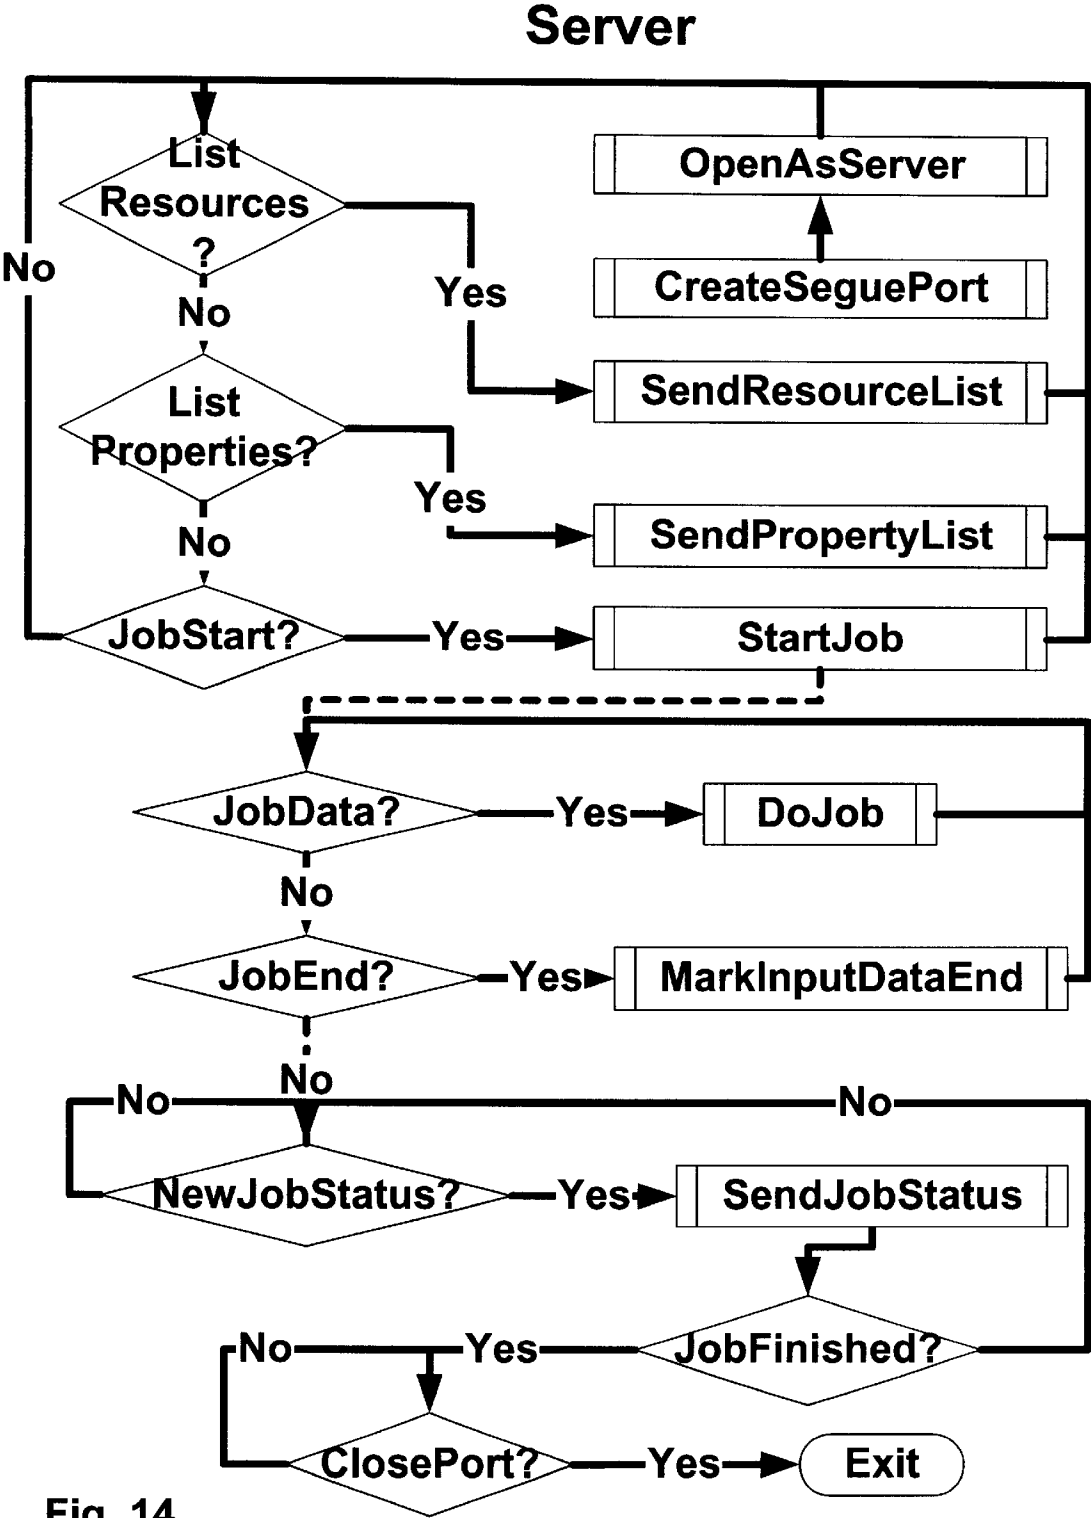 Server
List
Resources
?
OpenAsServer
No
CreateSeguePort
Yes
No
List
Properties?
SendResourceList
Yes
No
SendPropertyList
JobStart?
Yes
StartJob
JobData?
Yes
DoJob
No
JobEnd?
Yes
MarkInputDataEnd
No
No
No
NewJobStatus?
Yes
SendJobStatus
No
Yes
JobFinished?
ClosePort?
Yes
Exit
Fig. 14